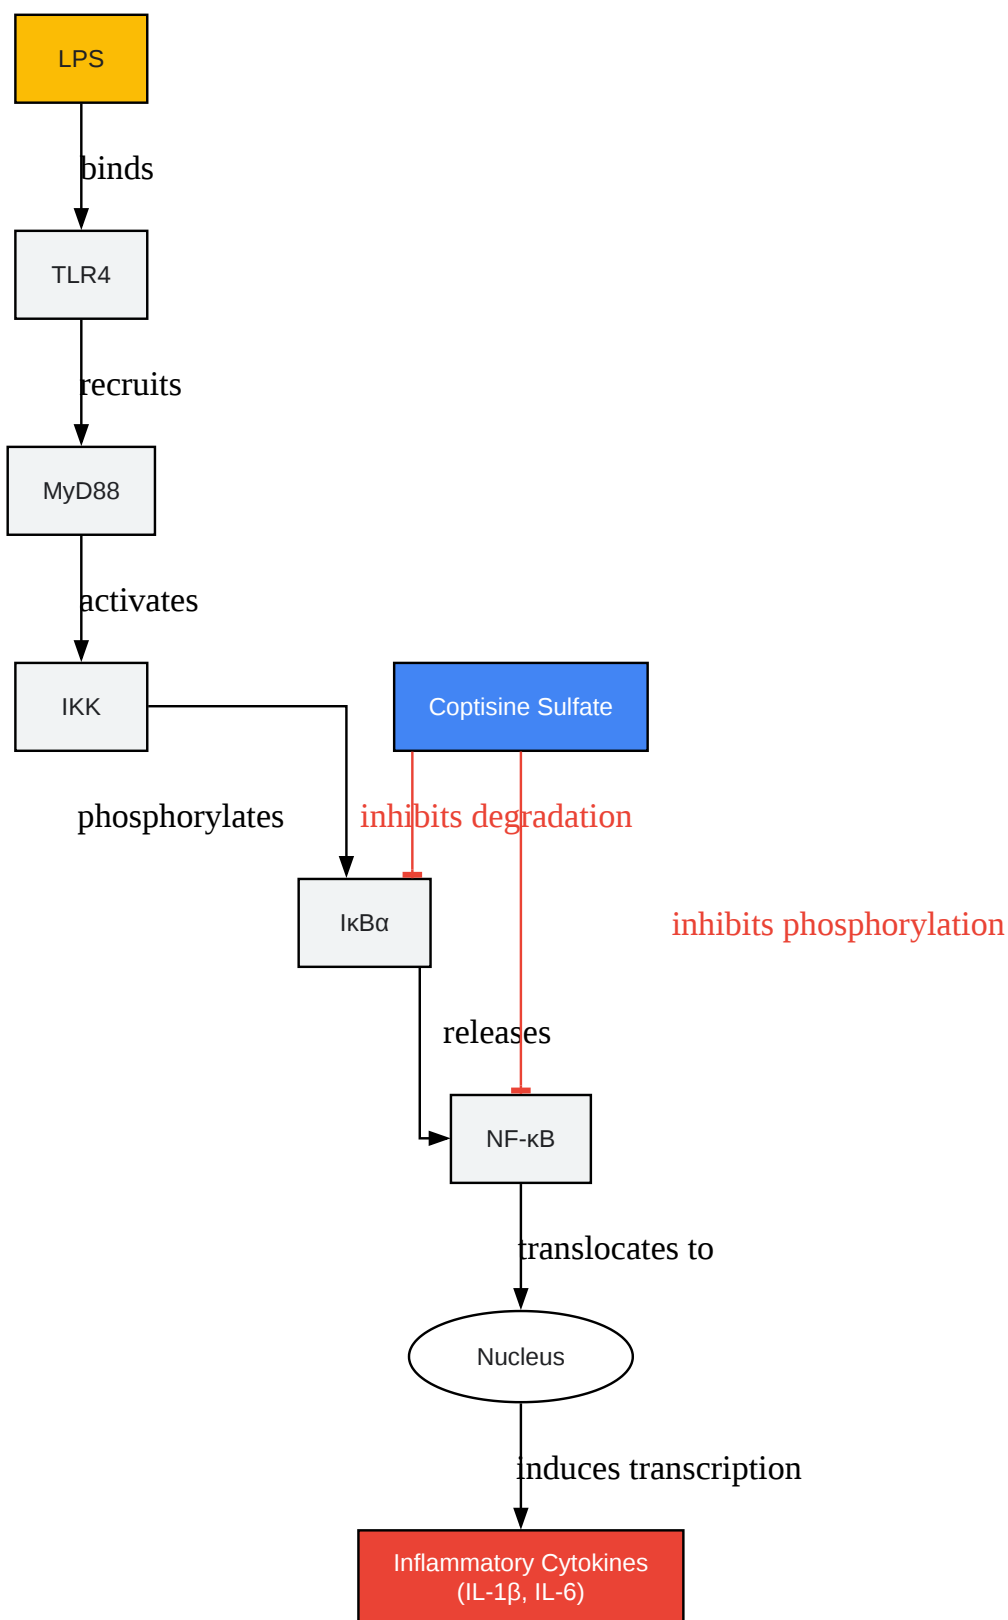 LPS
binds
TLR4
recruits
MyD88
activates
IKK
Coptisine Sulfate
phosphorylates
inhibits degradation
IκBα
inhibits phosphorylation
releases
NF-κB
translocates to
Nucleus
induces transcription
Inflammatory Cytokines
(IL-1β, IL-6)